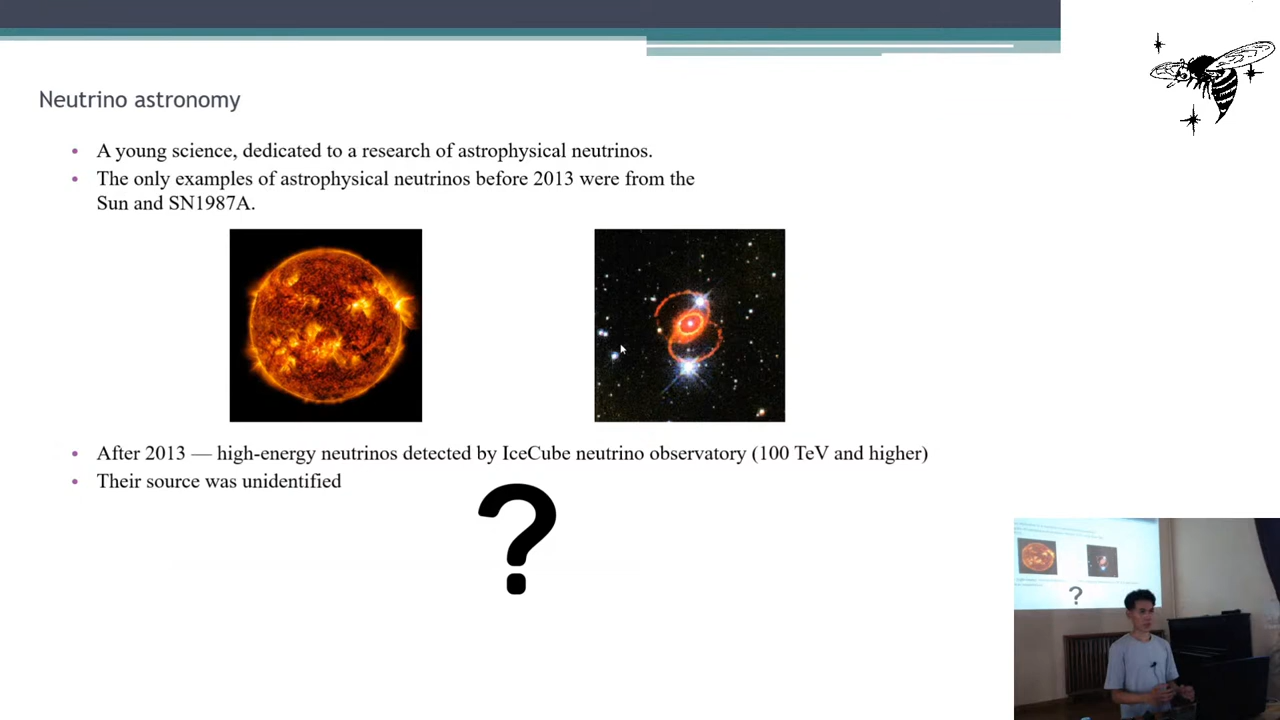 Neutrino astronomy
• A young science, dedicated to a research of astrophysical neutrinos.
• The only examples of astrophysical neutrinos before 2013 were from the
Sun and SN1987A.
• After 2013 — high-energy neutrinos detected by IceCube neutrino observatory (100 TeV and higher)
• Their source was unidentified
?
?